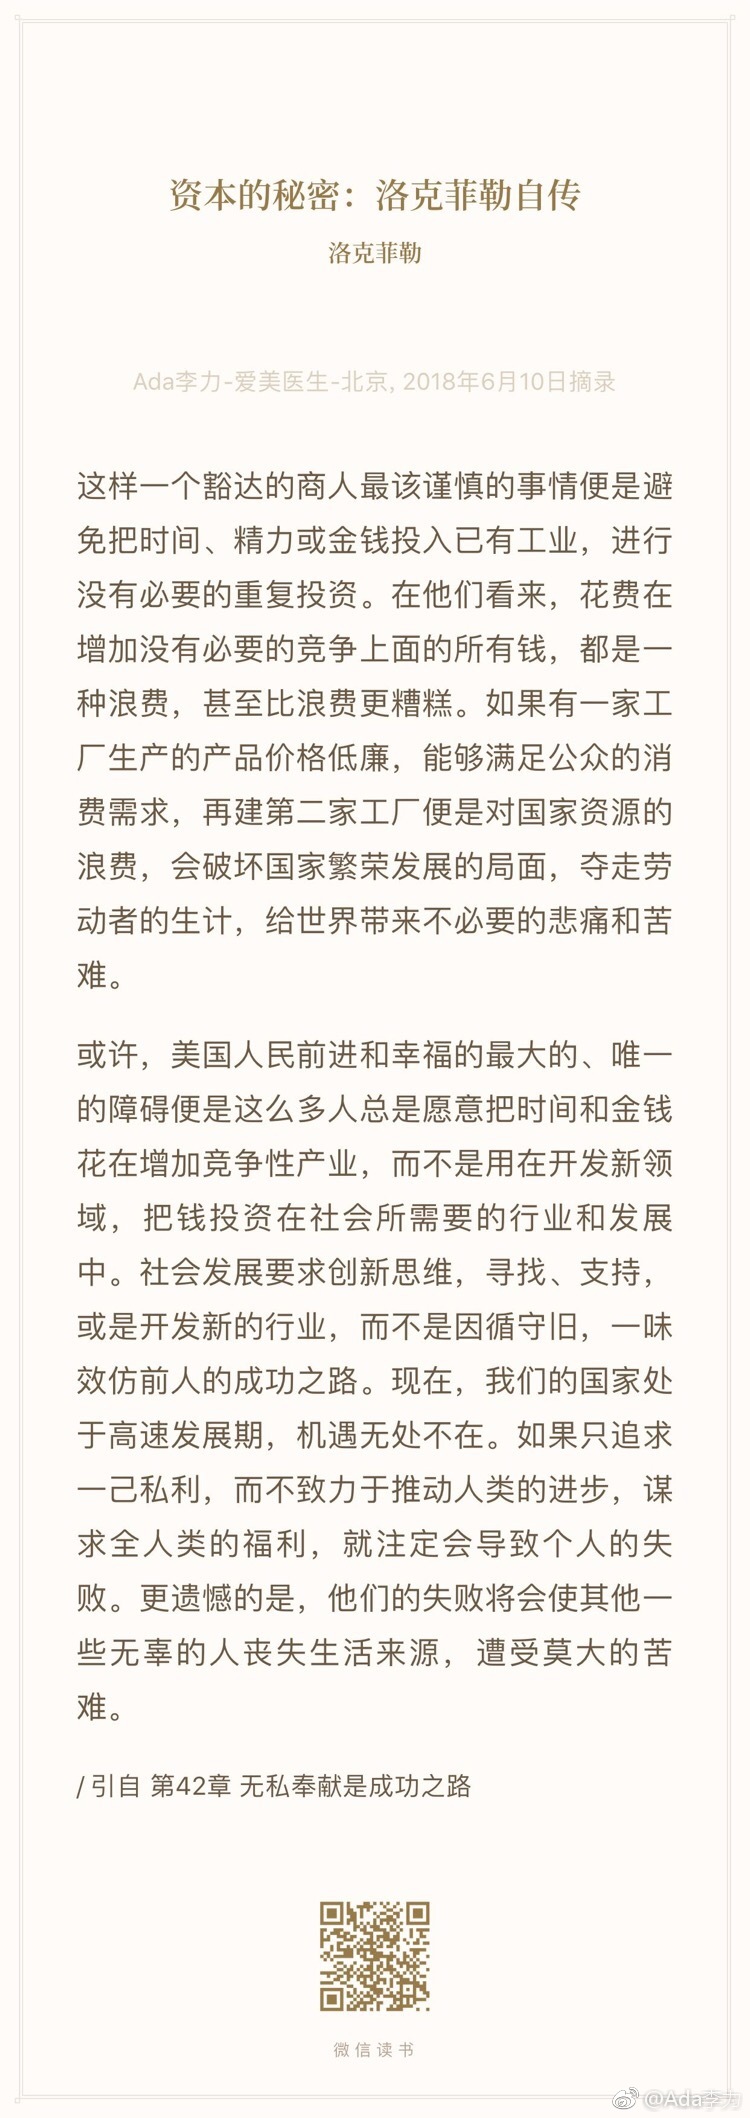 资本的秘密：洛克菲勒自传
洛克菲勒
Ada李力-爱美医生-北京, 2018年6月10日摘录
这样一个豁达的商人最该谨慎的事情便是避
免把时间、精力或金钱投入已有工业，进行
没有必要的重复投资。在他们看来，花费在
增加没有必要的竞争上面的所有钱，都是一
种浪费，甚至比浪费更糟糕。如果有一家工
厂生产的产品价格低廉，能够满足公众的消
费需求，再建第二家工厂便是对国家资源的
浪费，会破坏国家繁荣发展的局面，夺走劳
动者的生计，给世界带来不必要的悲痛和苦
难。
或许，美国人民前进和幸福的最大的、唯一
的障碍便是这么多人总是愿意把时间和金钱
花在增加竞争性产业，而不是用在开发新领
域，把钱投资在社会所需要的行业和发展
中。社会发展要求创新思维，寻找、支持，
或是开发新的行业，而不是因循守旧，一味
效仿前人的成功之路。现在，我们的国家处
于高速发展期，机遇无处不在。如果只追求
一己私利，而不致力于推动人类的进步，谋
求全人类的福利，就注定会导致个人的失
败。更遗憾的是，他们的失败将会使其他一
些无辜的人丧失生活来源，遭受莫大的苦
难。
/ 引自 第42章 无私奉献是成功之路
微信读书
@Ada李力